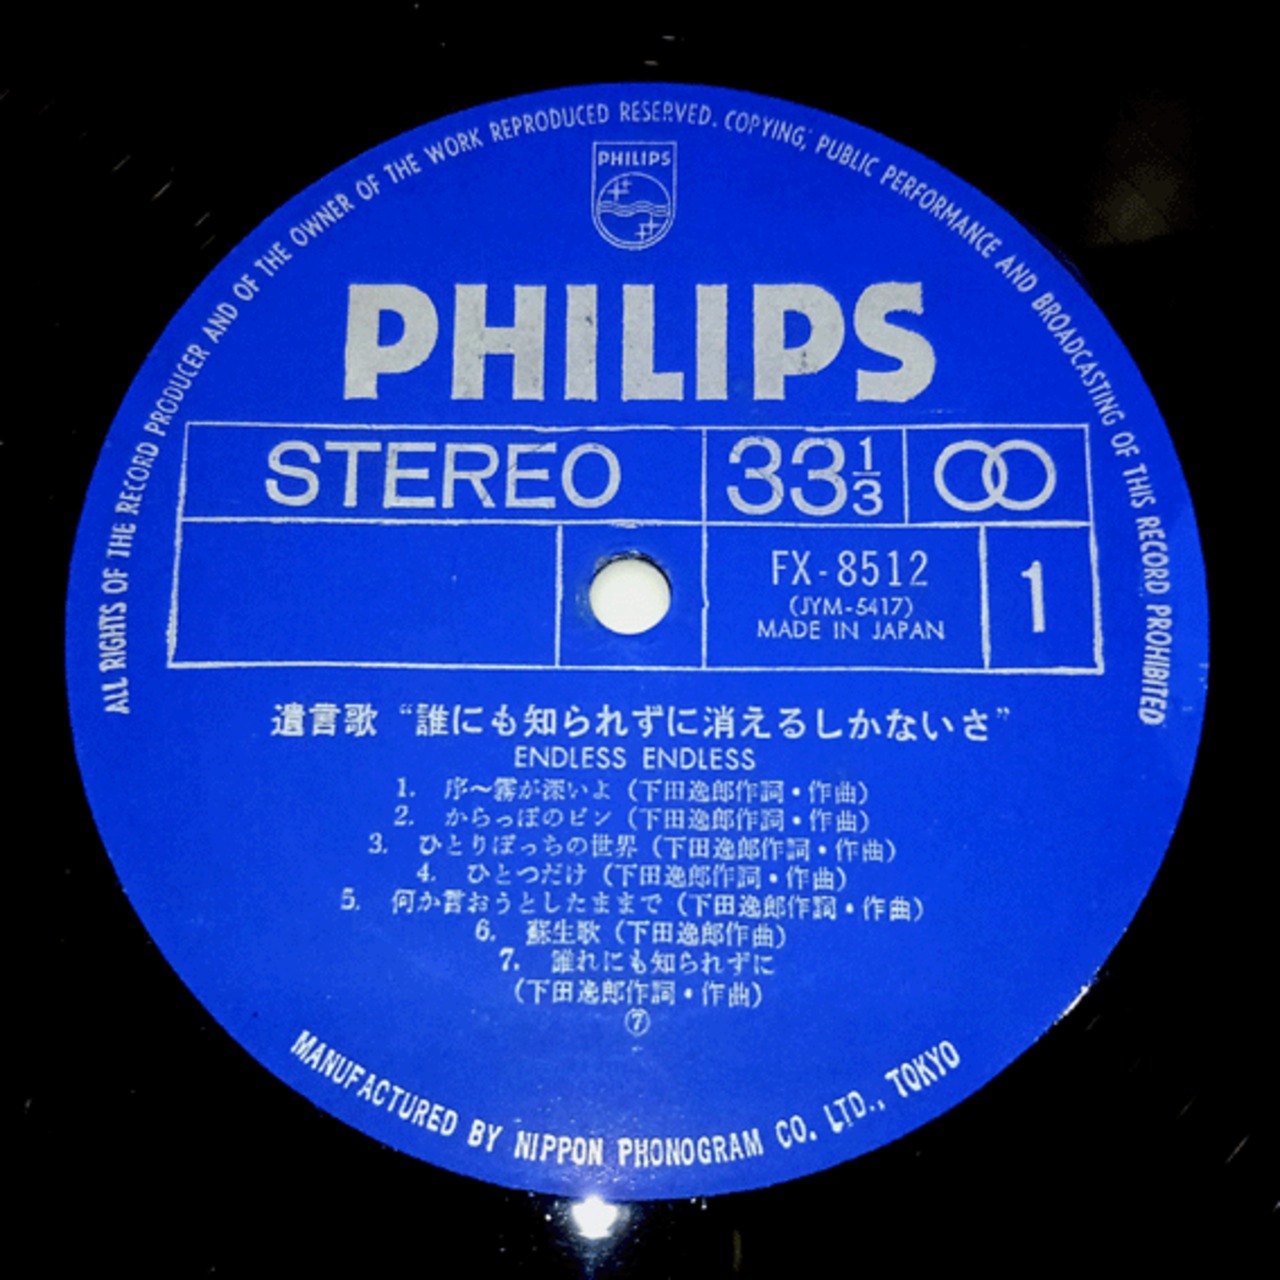 ALL RIGHTS OF THE RECORD PRODUCER AND OF THE OWNER OF THE WORK REPRODUCED RESERVED. COPYING, PUBLIC PERFORMANCE AND BROADCASTING OF THIS RECORD PROHIBITED
PHILIPS
PHILIPS
STEREO 33 1/3
FX-8512 1
(JYM-5417)
MADE IN JAPAN
遺言歌 “誰にも知られずに消えるしかないさ”
ENDLESS ENDLESS
1. 序〜霧が深いよ (下田逸郎作詞・作曲)
2. からっぽのビン (下田逸郎作詞・作曲)
3. ひとりぼっちの世界 (下田逸郎作詞・作曲)
4. ひとつだけ (下田逸郎作詞・作曲)
5. 何か言おうとしたままで (下田逸郎作詞・作曲)
6. 蘇生歌 (下田逸郎作曲)
7. 誰れにも知られずに
(下田逸郎作詞・作曲)
⑦
MANUFACTURED BY NIPPON PHONOGRAM CO. LTD., TOKYO